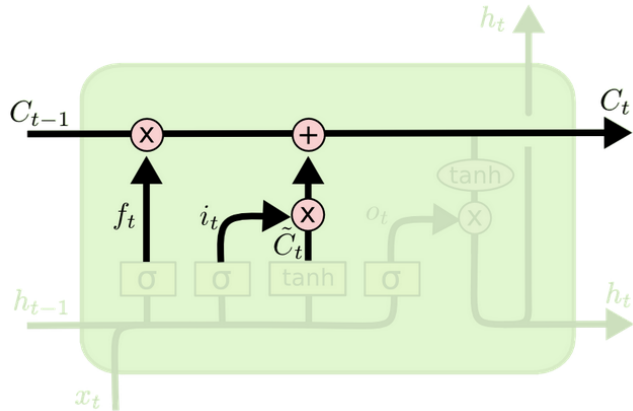 h_t
C_{t-1} × + C_t
tanh
f_t i_t × o_t ×
C̃_t
σ σ tanh σ
h_{t-1} h_t
x_t